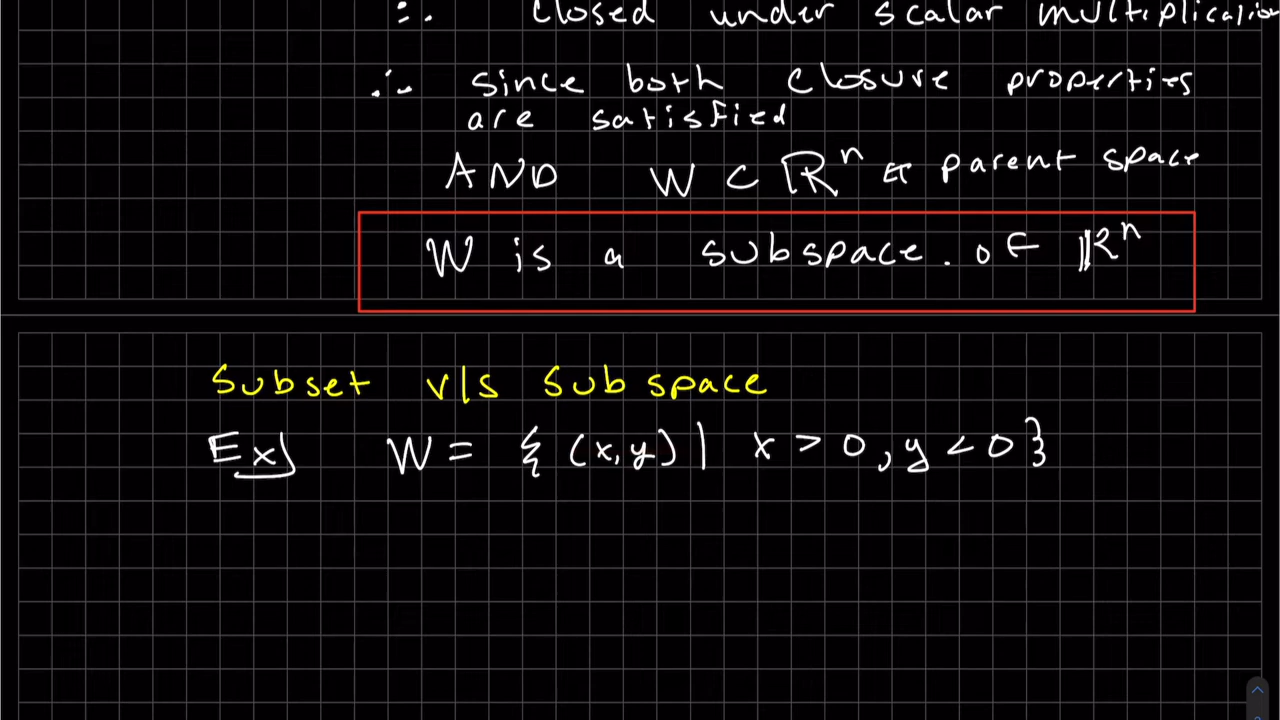 ∴ closed under scalar multiplication
∴ since both closure properties
are satisfied
AND W ⊂ ℝⁿ ← parent space
W is a subspace. of ℝⁿ
Subset v/s subspace
Ex) W = {(x,y) | x > 0, y < 0}